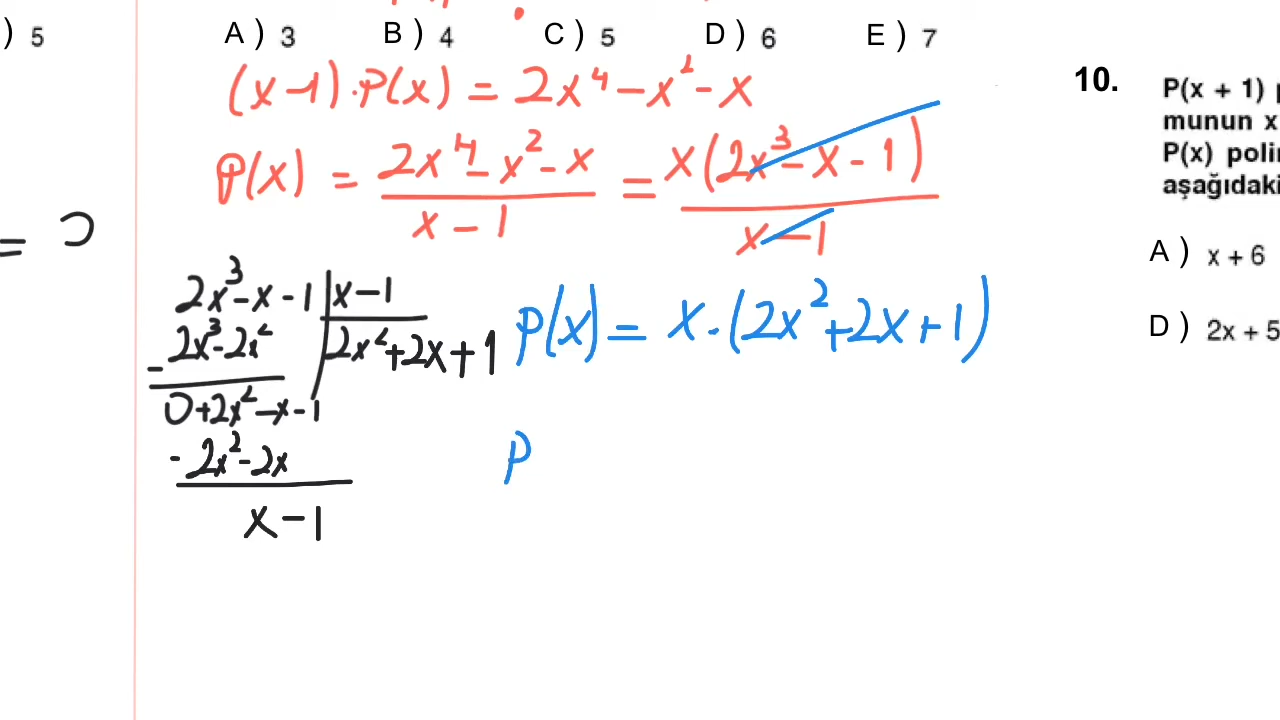 ) 5
A ) 3 B ) 4 C ) 5 D ) 6 E ) 7
(x-1).P(x) = 2x⁴-x²-x
P(x) = (2x⁴-x²-x)/(x-1) = x(2x³-x-1)/(x-1)
=
2x³-x-1 | x-1
2x³-2x² | 2x²+2x+1
-
0+2x²-x-1
-2x²-2x
x-1
P(x) = x.(2x²+2x+1)
P
10.
P(x + 1)
munun x
P(x)
aşağıdaki
A ) x + 6
D ) 2x + 5